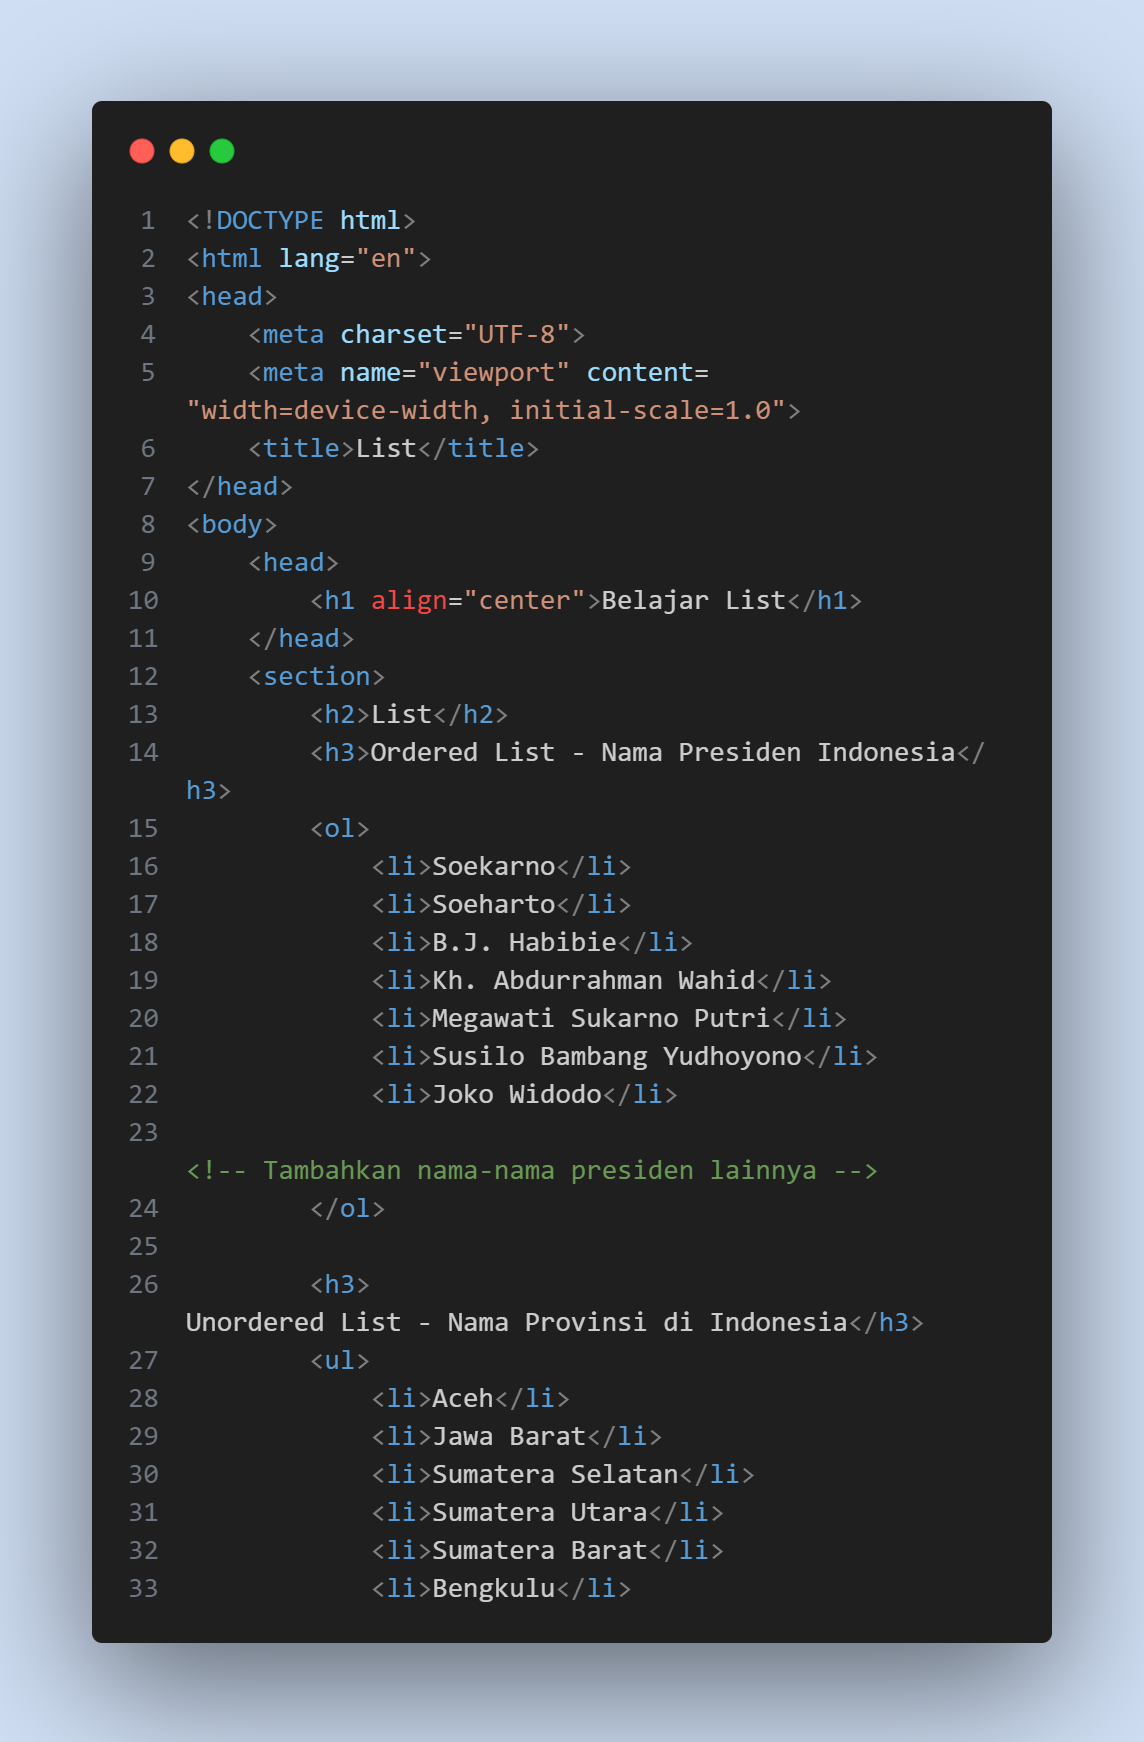 1 <!DOCTYPE html>
2 <html lang="en">
3 <head>
4     <meta charset="UTF-8">
5     <meta name="viewport" content=
"width=device-width, initial-scale=1.0">
6     <title>List</title>
7 </head>
8 <body>
9     <head>
10         <h1 align="center">Belajar List</h1>
11     </head>
12     <section>
13         <h2>List</h2>
14         <h3>Ordered List - Nama Presiden Indonesia</
h3>
15         <ol>
16             <li>Soekarno</li>
17             <li>Soeharto</li>
18             <li>B.J. Habibie</li>
19             <li>Kh. Abdurrahman Wahid</li>
20             <li>Megawati Sukarno Putri</li>
21             <li>Susilo Bambang Yudhoyono</li>
22             <li>Joko Widodo</li>
23
<!-- Tambahkan nama-nama presiden lainnya -->
24         </ol>
25
26         <h3>
Unordered List - Nama Provinsi di Indonesia</h3>
27         <ul>
28             <li>Aceh</li>
29             <li>Jawa Barat</li>
30             <li>Sumatera Selatan</li>
31             <li>Sumatera Utara</li>
32             <li>Sumatera Barat</li>
33             <li>Bengkulu</li>